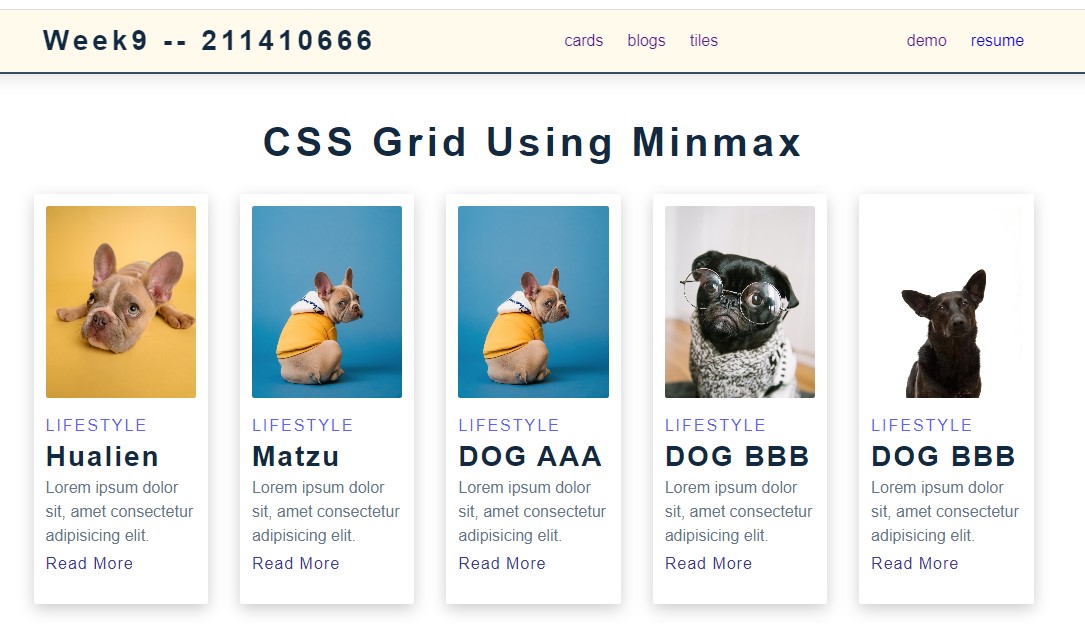 Week9 -- 211410666 cards blogs tiles demo resume
CSS Grid Using Minmax
LIFESTYLE
Hualien
Lorem ipsum dolor
sit, amet consectetur
adipisicing elit.
Read More
LIFESTYLE
Matzu
Lorem ipsum dolor
sit, amet consectetur
adipisicing elit.
Read More
LIFESTYLE
DOG AAA
Lorem ipsum dolor
sit, amet consectetur
adipisicing elit.
Read More
LIFESTYLE
DOG BBB
Lorem ipsum dolor
sit, amet consectetur
adipisicing elit.
Read More
LIFESTYLE
DOG BBB
Lorem ipsum dolor
sit, amet consectetur
adipisicing elit.
Read More